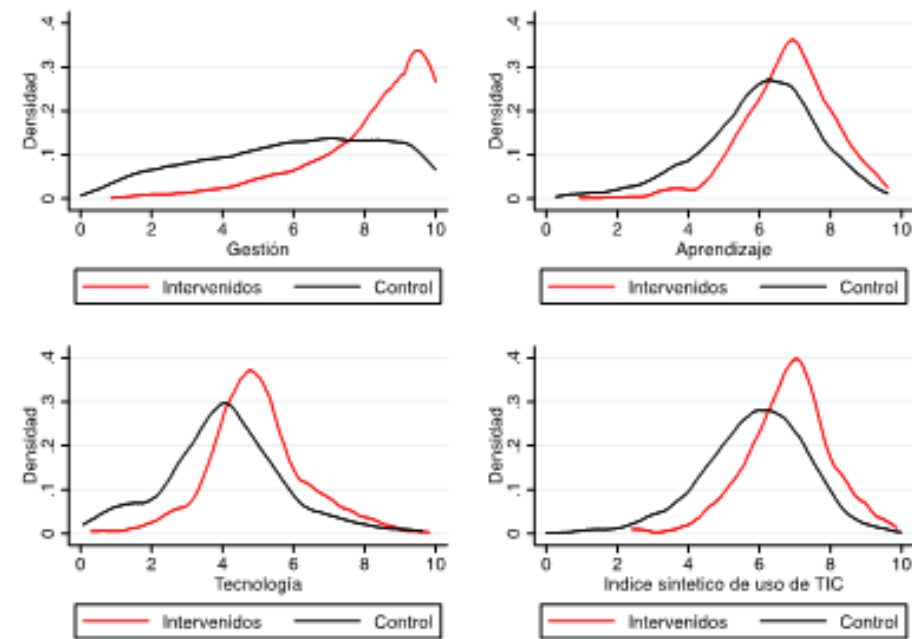 Densidad
0 .1 .2 .3 .4
0 2 4 6 8 10
Gestión
Intervenidos Control
Densidad
0 .1 .2 .3 .4
0 2 4 6 8 10
Aprendizaje
Intervenidos Control
Densidad
0 .1 .2 .3 .4
0 2 4 6 8 10
Tecnología
Intervenidos Control
Densidad
0 .1 .2 .3 .4
0 2 4 6 8 10
Indice sintetico de uso de TIC
Intervenidos Control